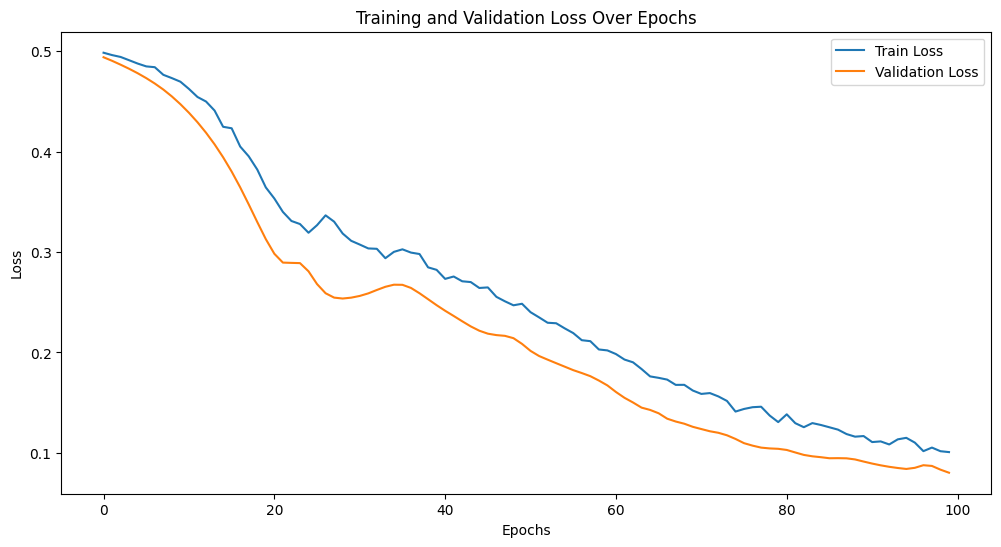 Training and Validation Loss Over Epochs
Train Loss
Validation Loss
Loss
0.5
0.4
0.3
0.2
0.1
0 20 40 60 80 100
Epochs